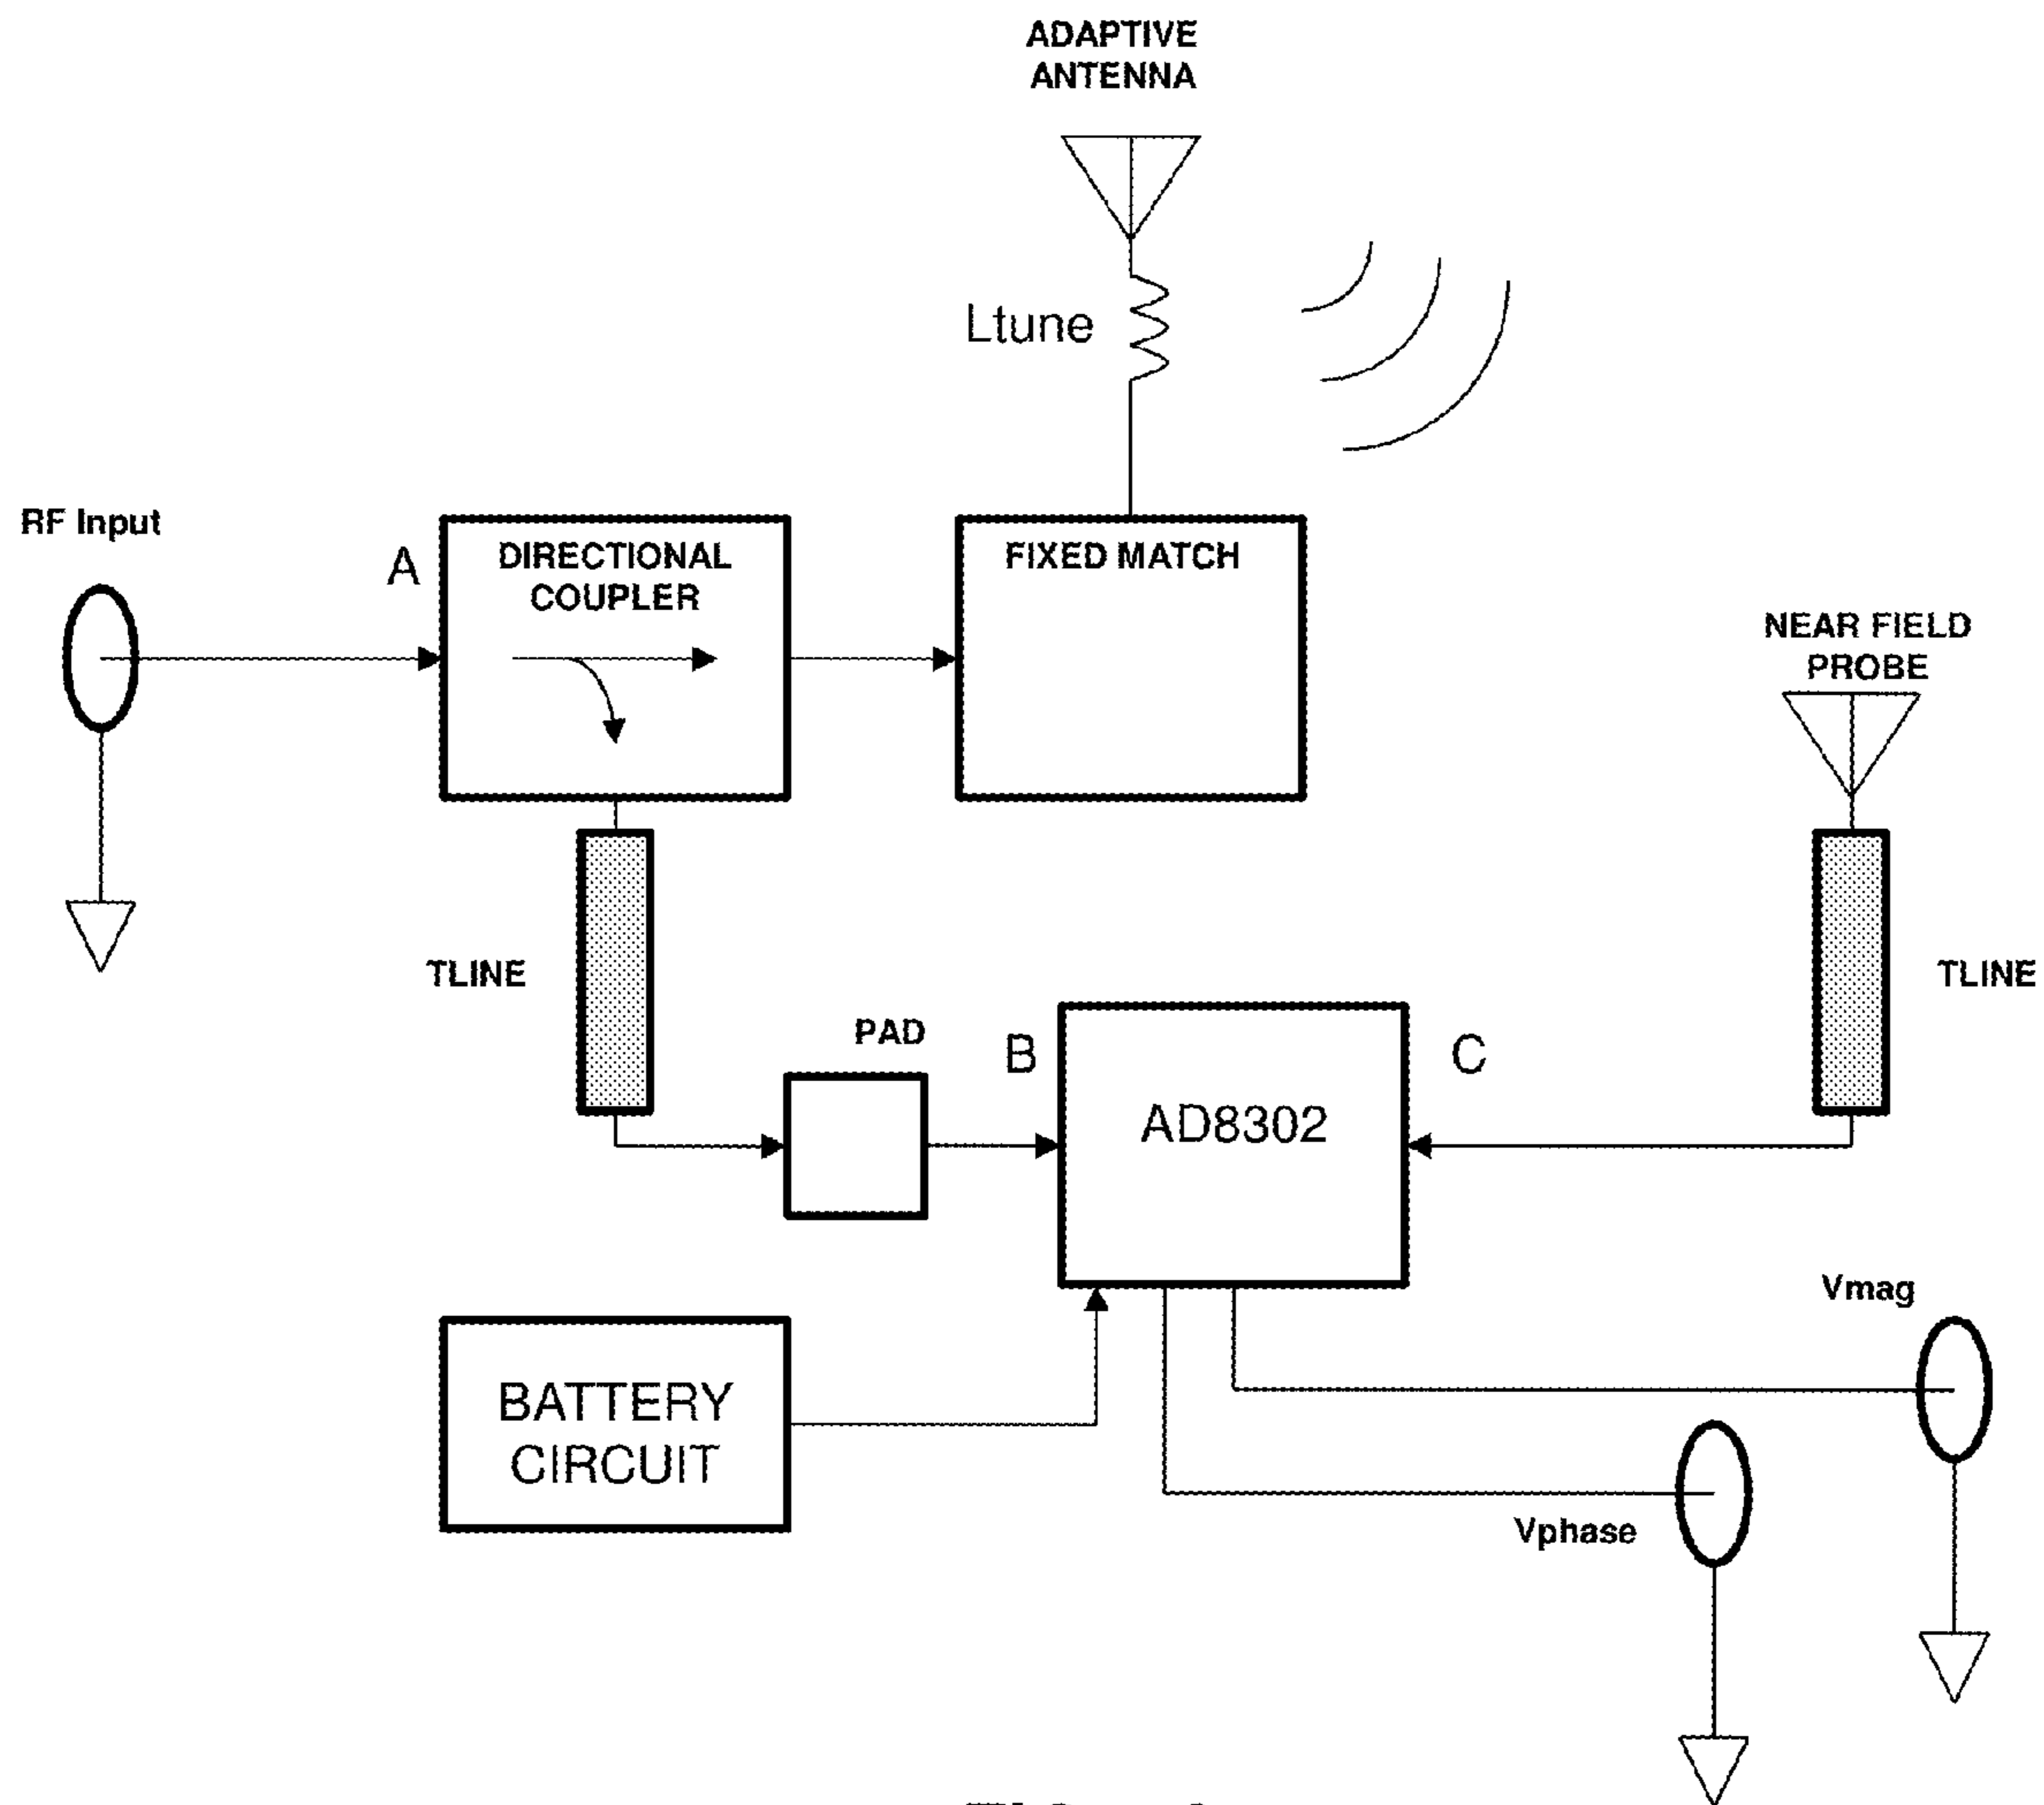 ADAPTIVE
ANTENNA
Ltune
RF Input
A
DIRECTIONAL
COUPLER
FIXED MATCH
NEAR FIELD
PROBE
TLINE
TLINE
PAD
B
AD8302
C
Vmag
BATTERY
CIRCUIT
Vphase